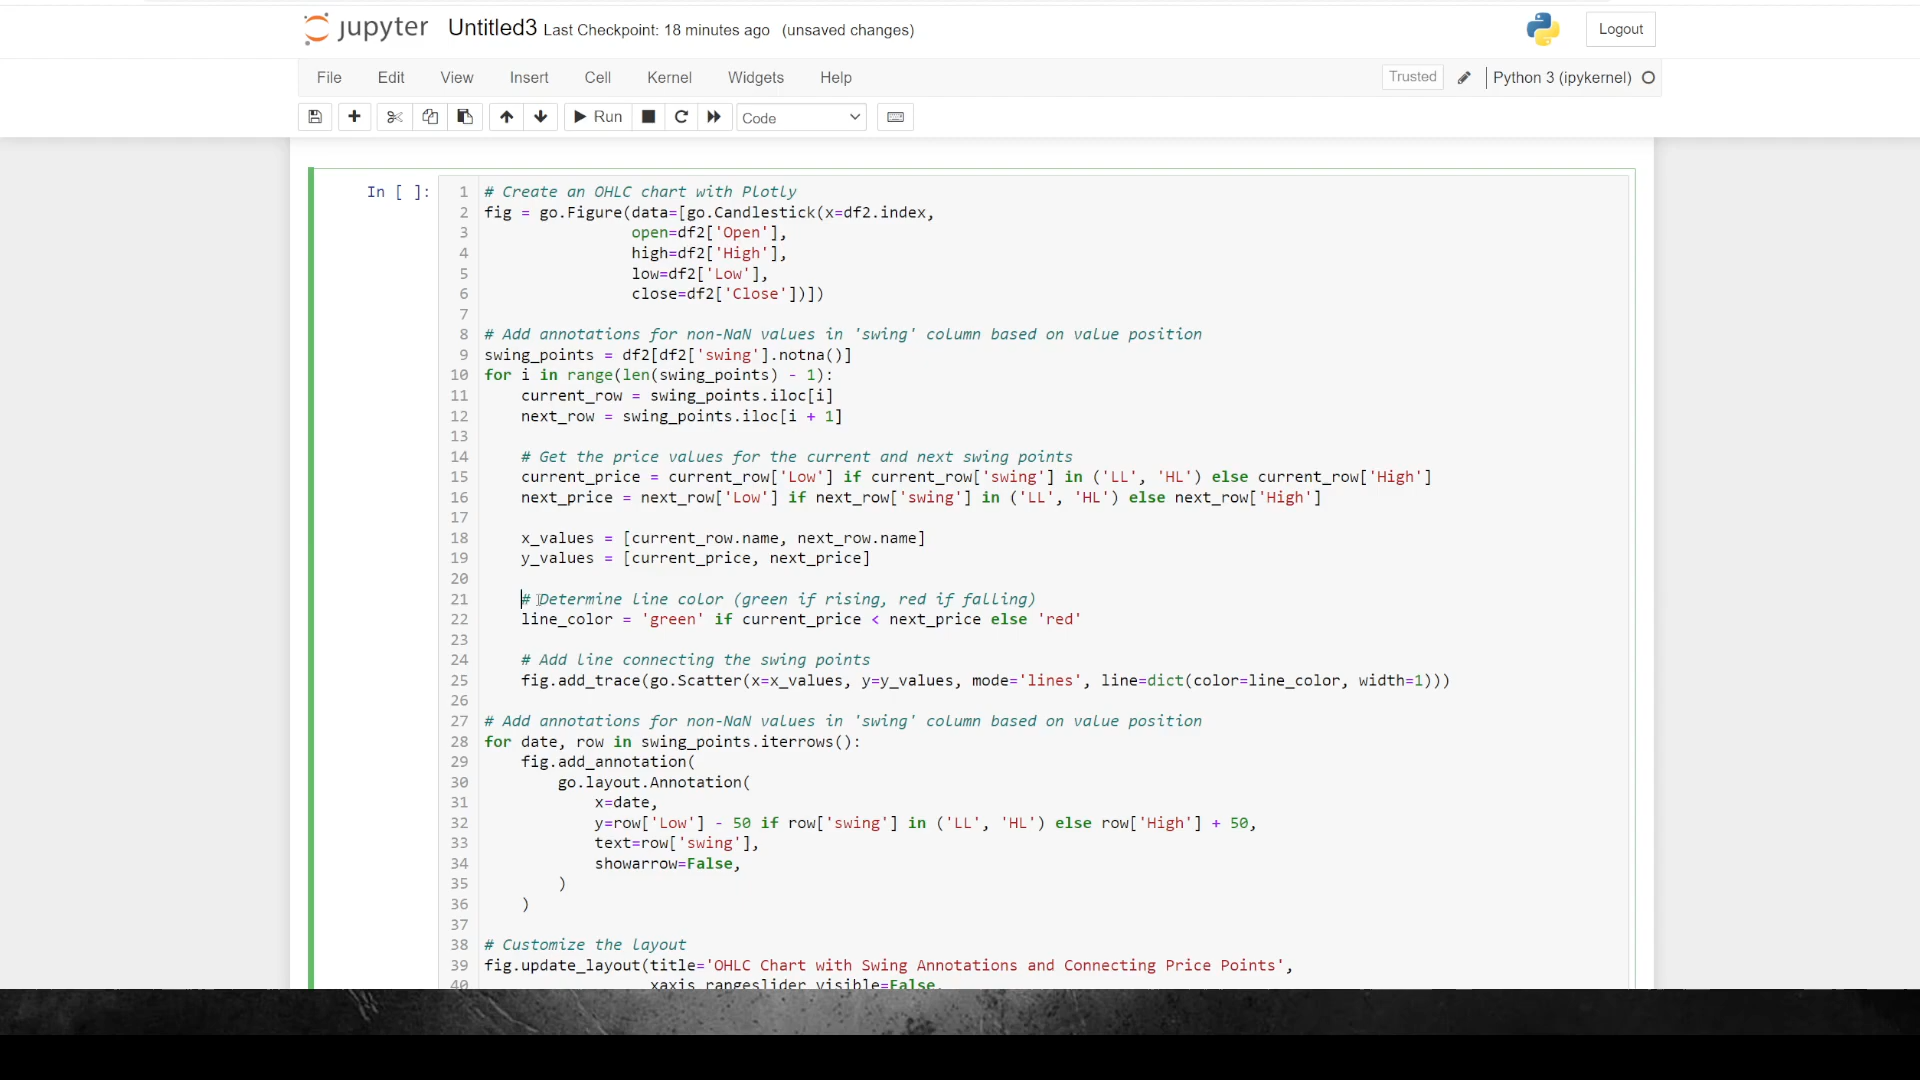 jupyter Untitled3 Last Checkpoint: 18 minutes ago (unsaved changes) Logout
File Edit View Insert Cell Kernel Widgets Help Trusted Python 3 (ipykernel)
Run Code
In [ ]:
1 # Create an OHLC chart with Plotly
2 fig = go.Figure(data=[go.Candlestick(x=df2.index,
3 open=df2['Open'],
4 high=df2['High'],
5 low=df2['Low'],
6 close=df2['Close'])])
7
8 # Add annotations for non-NaN values in 'swing' column based on value position
9 swing_points = df2[df2['swing'].notna()]
10 for i in range(len(swing_points) - 1):
11 current_row = swing_points.iloc[i]
12 next_row = swing_points.iloc[i + 1]
13
14 # Get the price values for the current and next swing points
15 current_price = current_row['Low'] if current_row['swing'] in ('LL', 'HL') else current_row['High']
16 next_price = next_row['Low'] if next_row['swing'] in ('LL', 'HL') else next_row['High']
17
18 x_values = [current_row.name, next_row.name]
19 y_values = [current_price, next_price]
20
21 # Determine line color (green if rising, red if falling)
22 line_color = 'green' if current_price < next_price else 'red'
23
24 # Add line connecting the swing points
25 fig.add_trace(go.Scatter(x=x_values, y=y_values, mode='lines', line=dict(color=line_color, width=1)))
26
27 # Add annotations for non-NaN values in 'swing' column based on value position
28 for date, row in swing_points.iterrows():
29 fig.add_annotation(
30 go.layout.Annotation(
31 x=date,
32 y=row['Low'] - 50 if row['swing'] in ('LL', 'HL') else row['High'] + 50,
33 text=row['swing'],
34 showarrow=False,
35 )
36 )
37
38 # Customize the layout
39 fig.update_layout(title='OHLC Chart with Swing Annotations and Connecting Price Points',
40 xaxis_rangeslider_visible=False,